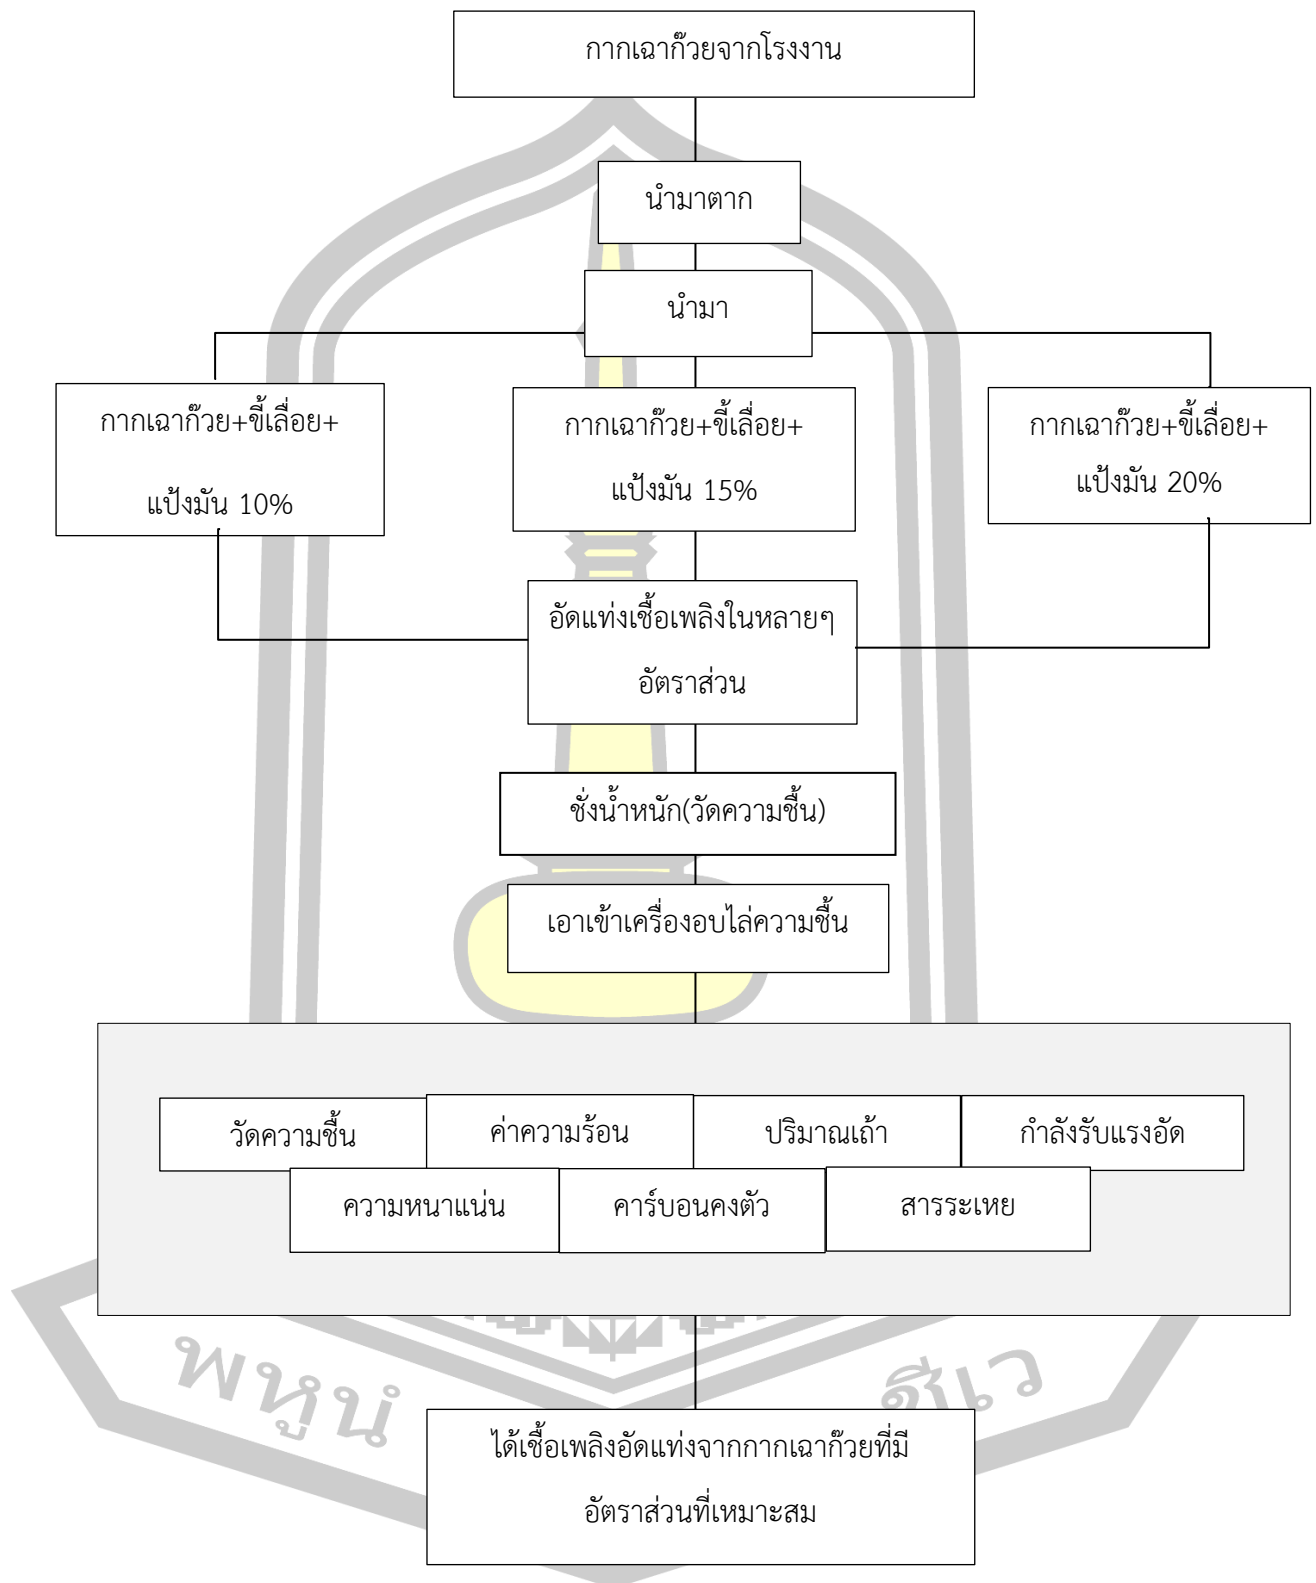 กากเฉาก๊วยจากโรงงาน
นำมาตาก
นำมา
กากเฉาก๊วย+ขี้เลื่อย+
แป้งมัน 10%
กากเฉาก๊วย+ขี้เลื่อย+
แป้งมัน 15%
กากเฉาก๊วย+ขี้เลื่อย+
แป้งมัน 20%
อัดแท่งเชื้อเพลิงในหลายๆ
อัตราส่วน
ชั่งน้ำหนัก(วัดความชื้น)
เอาเข้าเครื่องอบไล่ความชื้น
วัดความชื้น
ค่าความร้อน
ปริมาณเถ้า
กำลังรับแรงอัด
ความหนาแน่น
คาร์บอนคงตัว
สารระเหย
พหูนํ
ชีเว
ได้เชื้อเพลิงอัดแท่งจากกากเฉาก๊วยที่มี
อัตราส่วนที่เหมาะสม